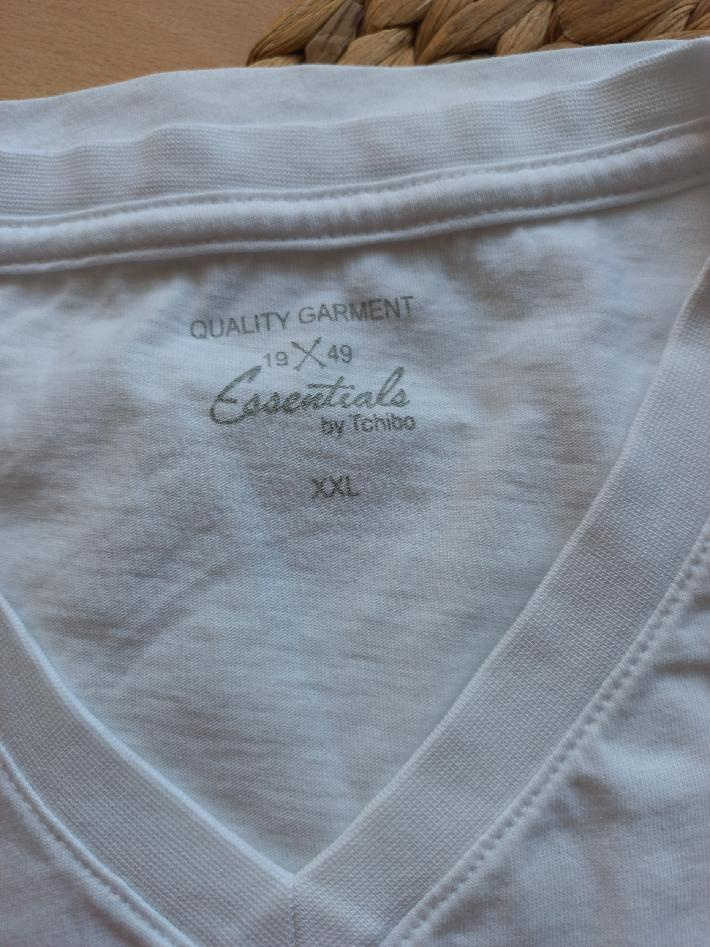 QUALITY GARMENT
19 49
Essentials
by Tchibo
XXL